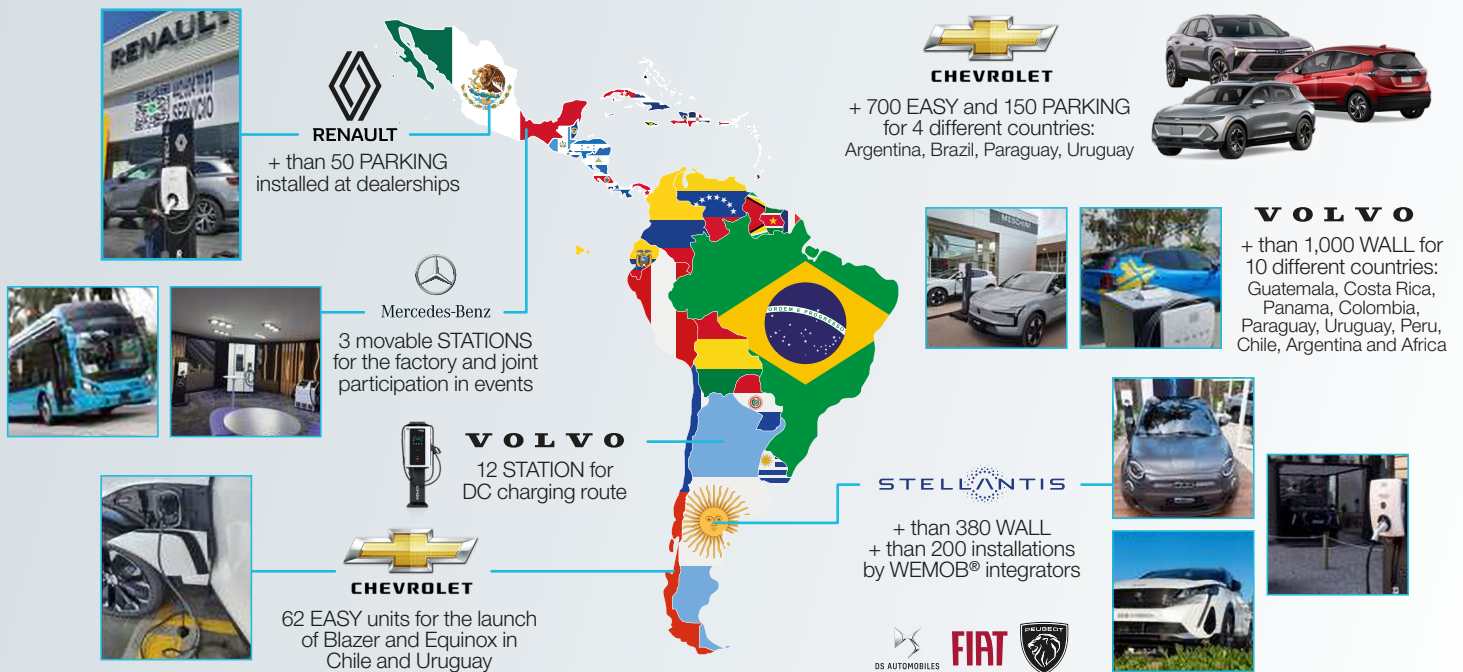 RENAULT
SERVICIO
RENAULT
+ than 50 PARKING
installed at dealerships
Mercedes-Benz
3 movable STATIONS
for the factory and joint
participation in events
VOLVO
12 STATION for
DC charging route
CHEVROLET
62 EASY units for the launch
of Blazer and Equinox in
Chile and Uruguay
ORDEM E PROGRESSO
CHEVROLET
+ 700 EASY and 150 PARKING
for 4 different countries:
Argentina, Brazil, Paraguay, Uruguay
VOLVO
+ than 1,000 WALL for
10 different countries:
Guatemala, Costa Rica,
Panama, Colombia,
Paraguay, Uruguay, Peru,
Chile, Argentina and Africa
STELLANTIS
+ than 380 WALL
+ than 200 installations
by WEMOB® integrators
DS AUTOMOBILES
FIAT
PEUGEOT